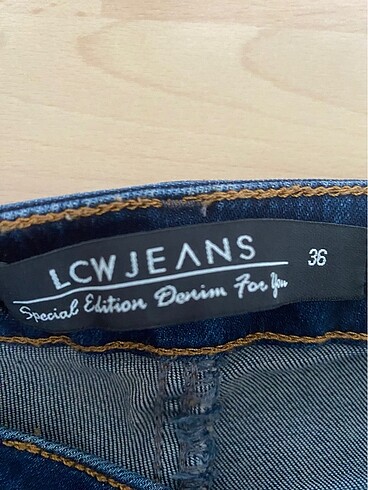 LCW JEANS
36
Special Edition Denim For You